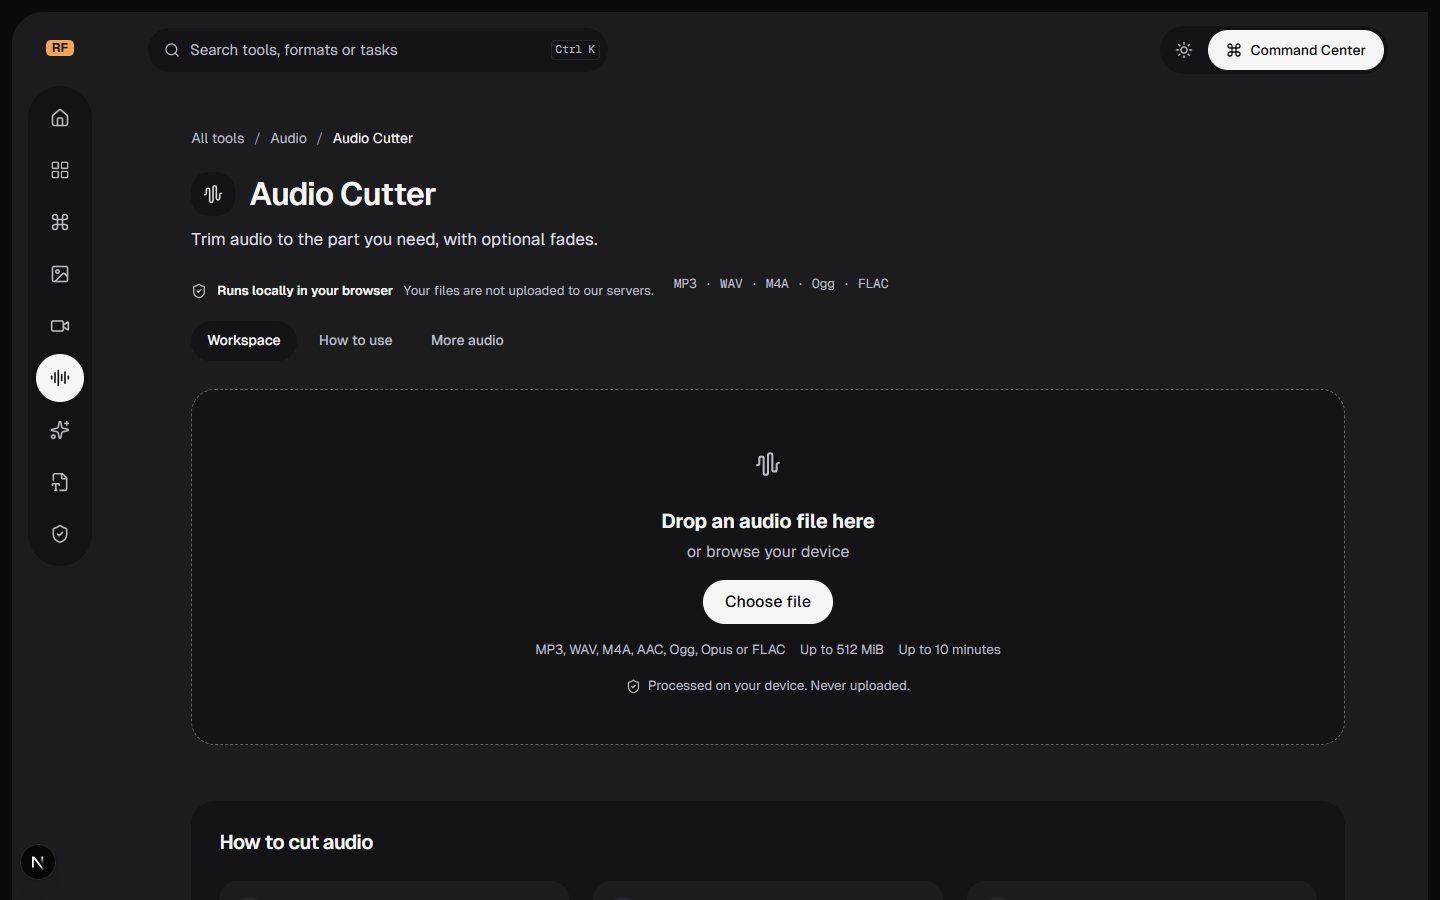 RF
Search tools, formats or tasks
Ctrl K
Command Center
All tools / Audio / Audio Cutter
Audio Cutter
Trim audio to the part you need, with optional fades.
Runs locally in your browser Your files are not uploaded to our servers.
MP3 · WAV · M4A · Ogg · FLAC
Workspace
How to use
More audio
Drop an audio file here
or browse your device
Choose file
MP3, WAV, M4A, AAC, Ogg, Opus or FLAC Up to 512 MiB Up to 10 minutes
Processed on your device. Never uploaded.
How to cut audio
N